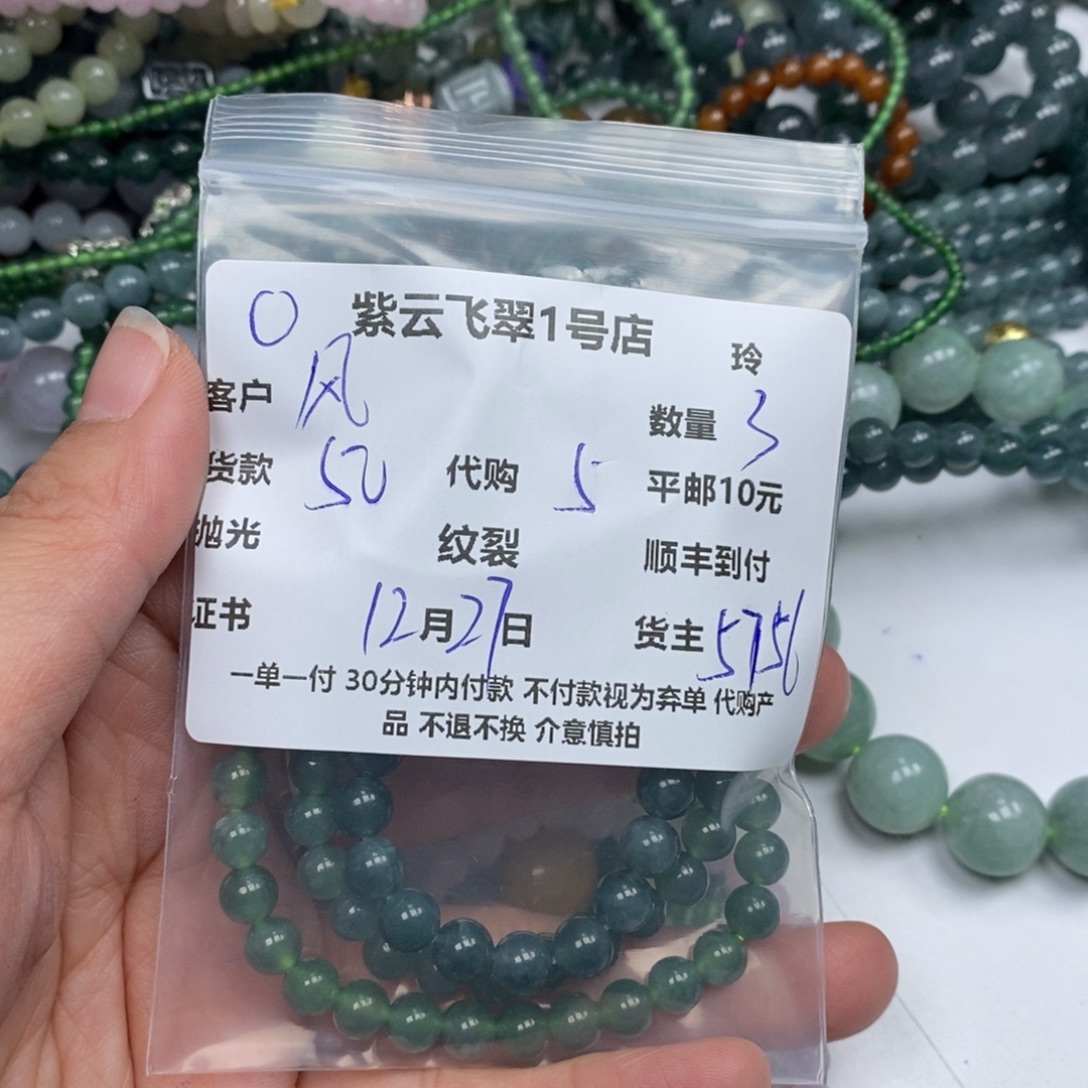 O 紫云飞翠1号店 玲
客户 风 数量 3
货款 50 代购 5 平邮10元
抛光 纹裂 顺丰到付
证书 12月27日 货主 5756
一单一付 30分钟内付款 不付款视为弃单 代购产
品 不退不换 介意慎拍